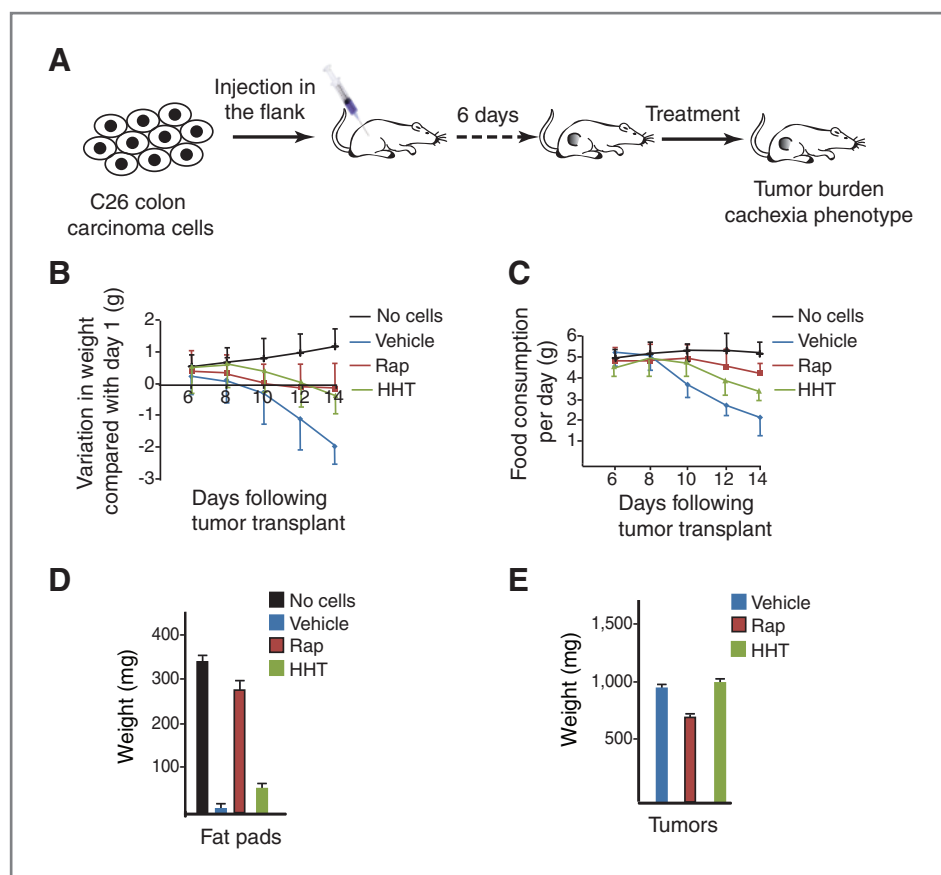 A
Injection in
the flank
6 days
Treatment
C26 colon
carcinoma cells
Tumor burden
cachexia phenotype
B
Variation in weight
compared with day 1 (g)
2
1
0
-1
-2
-3
6 8 10 12 14
No cells
Vehicle
Rap
HHT
Days following
tumor transplant
C
Food consumption
per day (g)
6
5
4
3
2
1
6 8 10 12 14
No cells
Vehicle
Rap
HHT
Days following
tumor transplant
D
No cells
Vehicle
Rap
HHT
Weight (mg)
400
300
200
100
Fat pads
E
Vehicle
Rap
HHT
Weight (mg)
1,500
1,000
500
Tumors